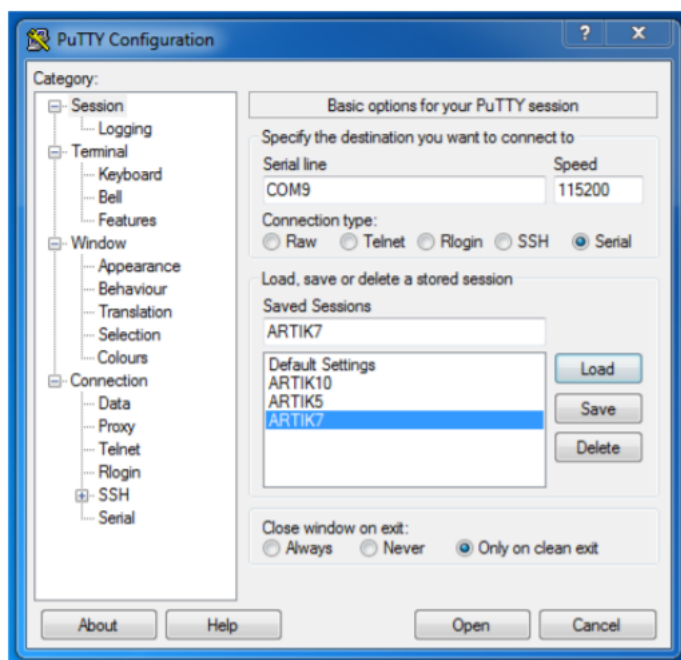 PuTTY Configuration
?
X
Category:
Session
Logging
Terminal
Keyboard
Bell
Features
Window
Appearance
Behaviour
Translation
Selection
Colours
Connection
Data
Proxy
Telnet
Rlogin
SSH
Serial
Basic options for your PuTTY session
Specify the destination you want to connect to
Serial line Speed
COM9 115200
Connection type:
Raw Telnet Rlogin SSH Serial
Load, save or delete a stored session
Saved Sessions
ARTIK7
Default Settings
ARTIK10
ARTIK5
ARTIK7
Load
Save
Delete
Close window on exit:
Always Never Only on clean exit
About Help Open Cancel